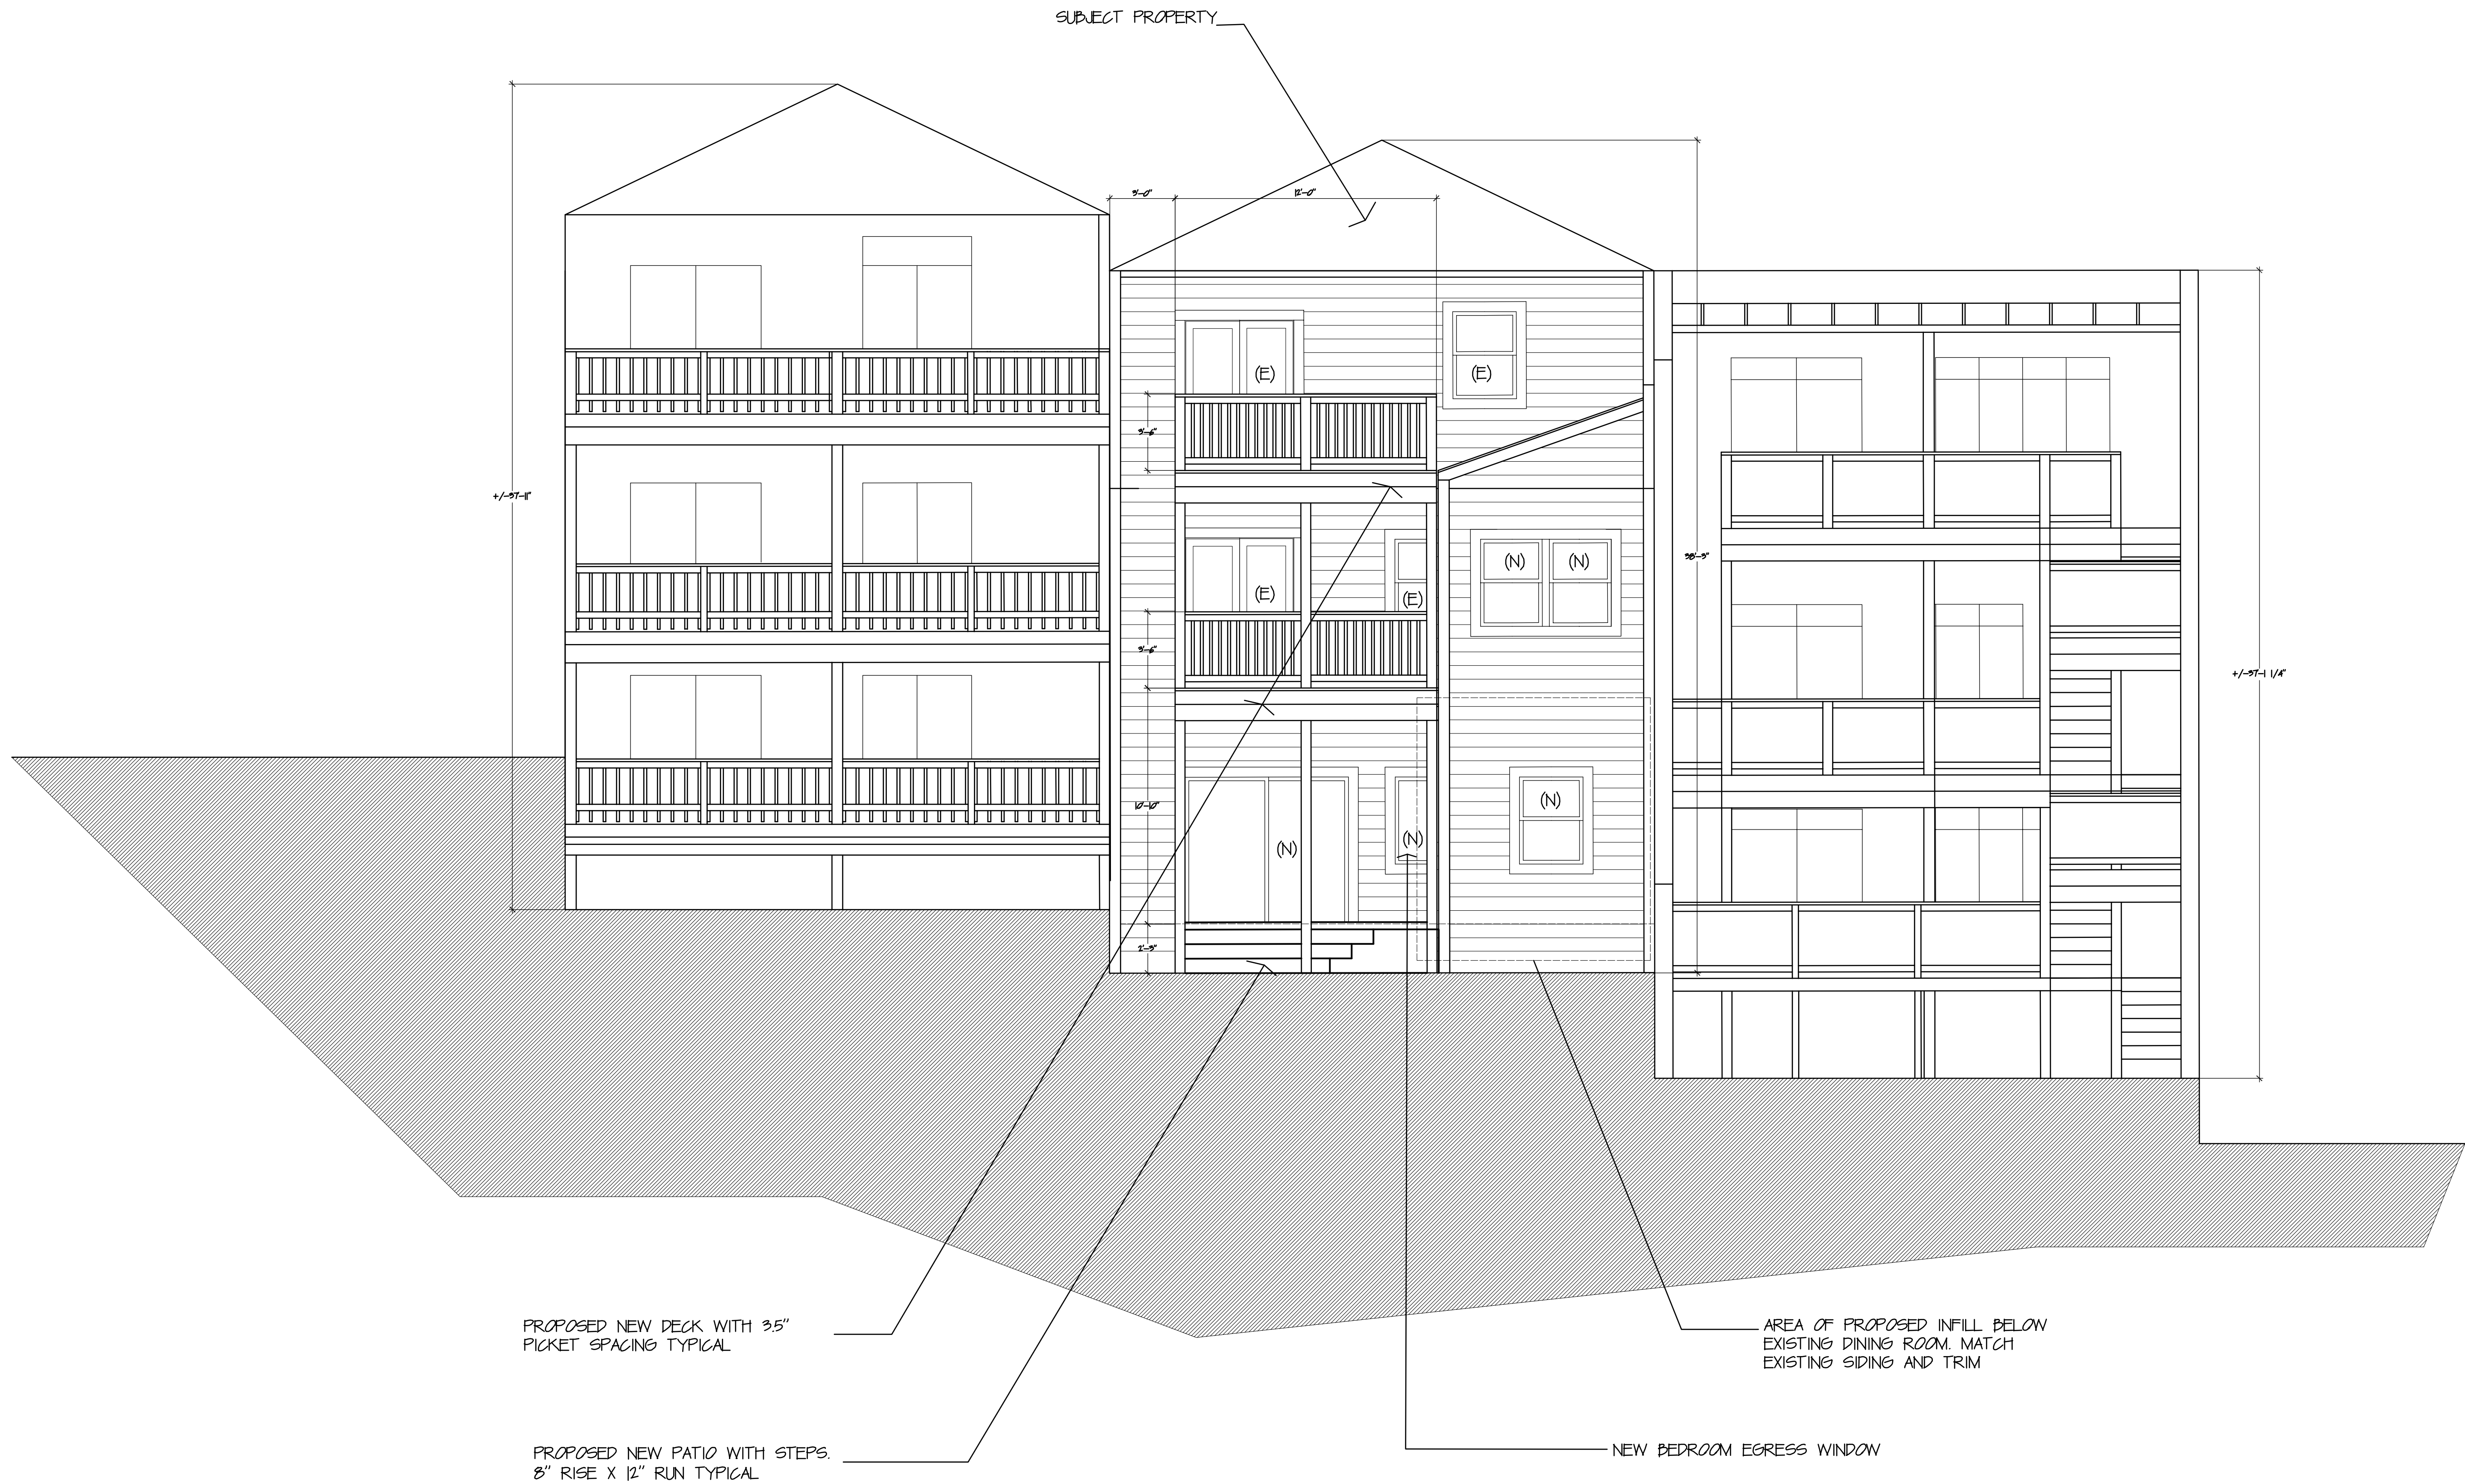 SUBJECT PROPERTY
3'-0" 12'-0"
(E) (E)
3'-6"
+/-37'-11"
38'-3"
(N) (N)
(E) (E)
3'-6"
+/-37'-1 1/4"
10'-10"
(N)
(N) (N)
2'-3"
PROPOSED NEW DECK WITH 3.5"
PICKET SPACING TYPICAL
AREA OF PROPOSED INFILL BELOW
EXISTING DINING ROOM. MATCH
EXISTING SIDING AND TRIM
PROPOSED NEW PATIO WITH STEPS.
8" RISE X 12" RUN TYPICAL
NEW BEDROOM EGRESS WINDOW